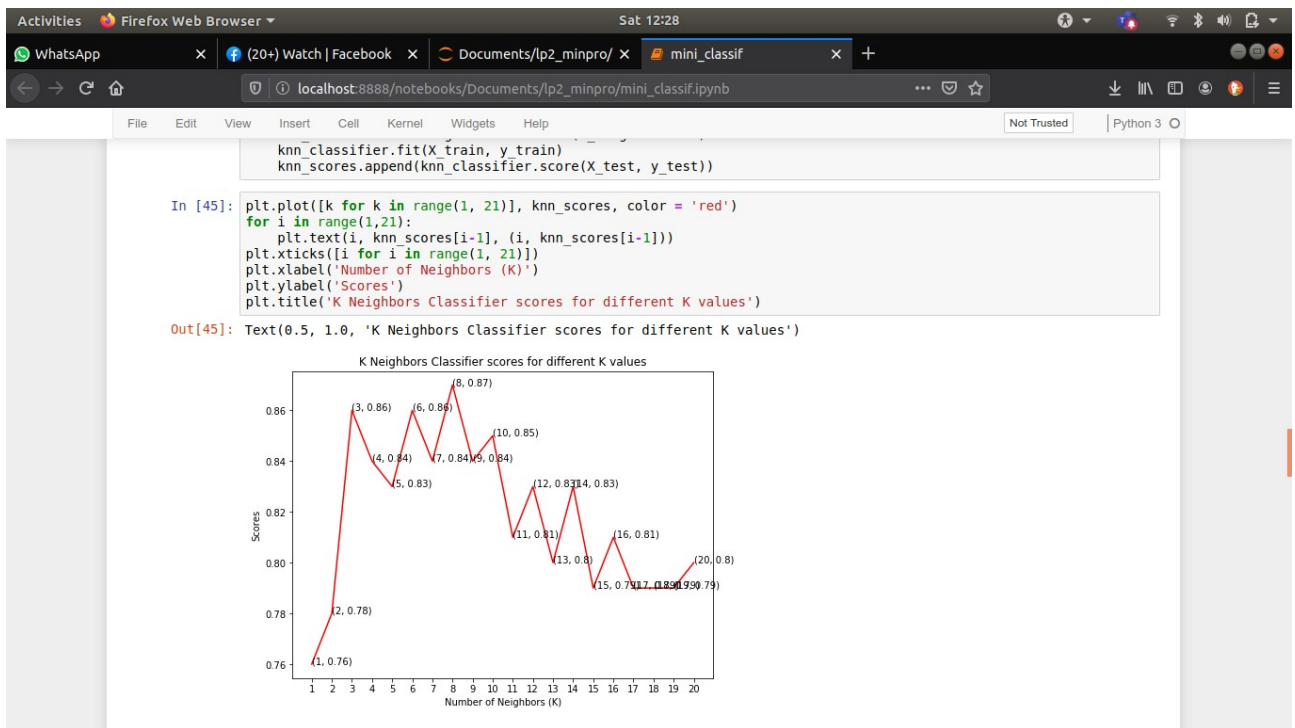 Activities Firefox Web Browser Sat 12:28
WhatsApp (20+) Watch | Facebook Documents/lp2_minpro/ mini_classif
localhost:8888/notebooks/Documents/lp2_minpro/mini_classif.ipynb
File Edit View Insert Cell Kernel Widgets Help Not Trusted Python 3
knn_classifier.fit(X_train, y_train)
knn_scores.append(knn_classifier.score(X_test, y_test))
In [45]: plt.plot([k for k in range(1, 21)], knn_scores, color = 'red')
for i in range(1,21):
plt.text(i, knn_scores[i-1], (i, knn_scores[i-1]))
plt.xticks([i for i in range(1, 21)])
plt.xlabel('Number of Neighbors (K)')
plt.ylabel('Scores')
plt.title('K Neighbors Classifier scores for different K values')
Out[45]: Text(0.5, 1.0, 'K Neighbors Classifier scores for different K values')
K Neighbors Classifier scores for different K values
(8, 0.87)
0.86 (3, 0.86) (6, 0.86)
(10, 0.85)
0.84 (4, 0.84) (7, 0.84) (9, 0.84)
(5, 0.83) (12, 0.83) (14, 0.83)
0.82
Scores
(11, 0.81) (16, 0.81)
0.80 (13, 0.8) (20, 0.8)
(15, 0.79)
0.78 (2, 0.78)
0.76 (1, 0.76)
1 2 3 4 5 6 7 8 9 10 11 12 13 14 15 16 17 18 19 20
Number of Neighbors (K)